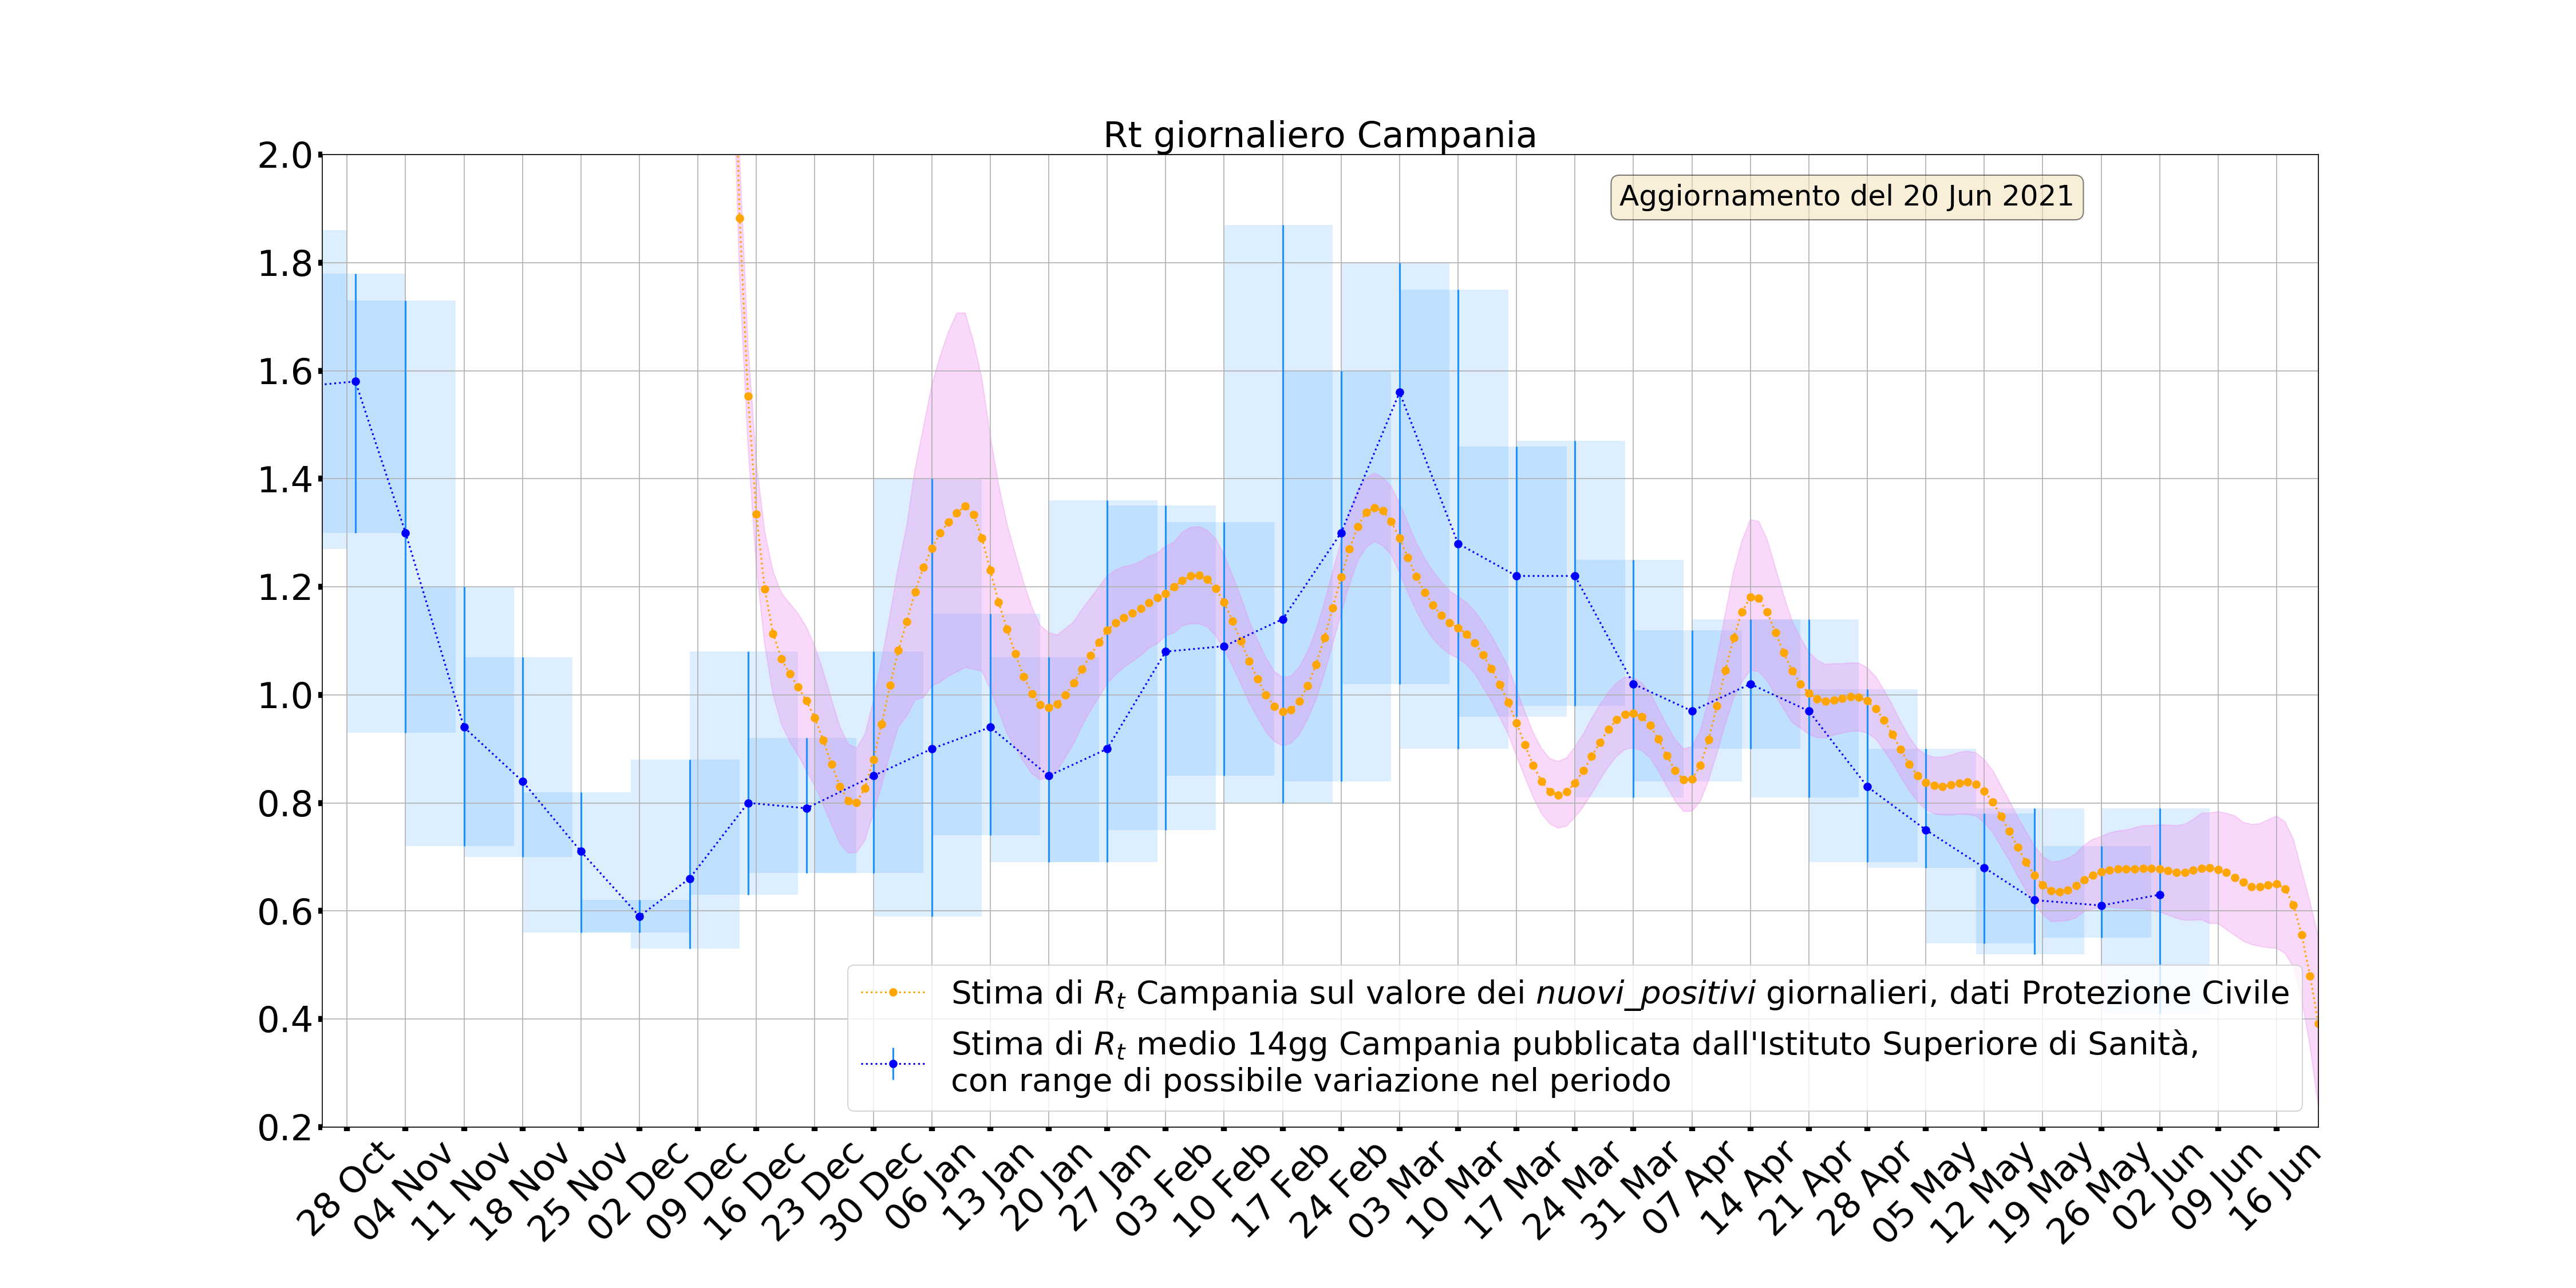 Rt giornaliero Campania
Aggiornamento del 20 Jun 2021
2.0
1.8
1.6
1.4
1.2
1.0
0.8
0.6
0.4
0.2
Stima di Rt Campania sul valore dei nuovi_positivi giornalieri, dati Protezione Civile
Stima di Rt medio 14gg Campania pubblicata dall'Istituto Superiore di Sanità,
con range di possibile variazione nel periodo
28 Oct
04 Nov
11 Nov
18 Nov
25 Nov
02 Dec
09 Dec
16 Dec
23 Dec
30 Dec
06 Jan
13 Jan
20 Jan
27 Jan
03 Feb
10 Feb
17 Feb
24 Feb
03 Mar
10 Mar
17 Mar
24 Mar
31 Mar
07 Apr
14 Apr
21 Apr
28 Apr
05 May
12 May
19 May
26 May
02 Jun
09 Jun
16 Jun